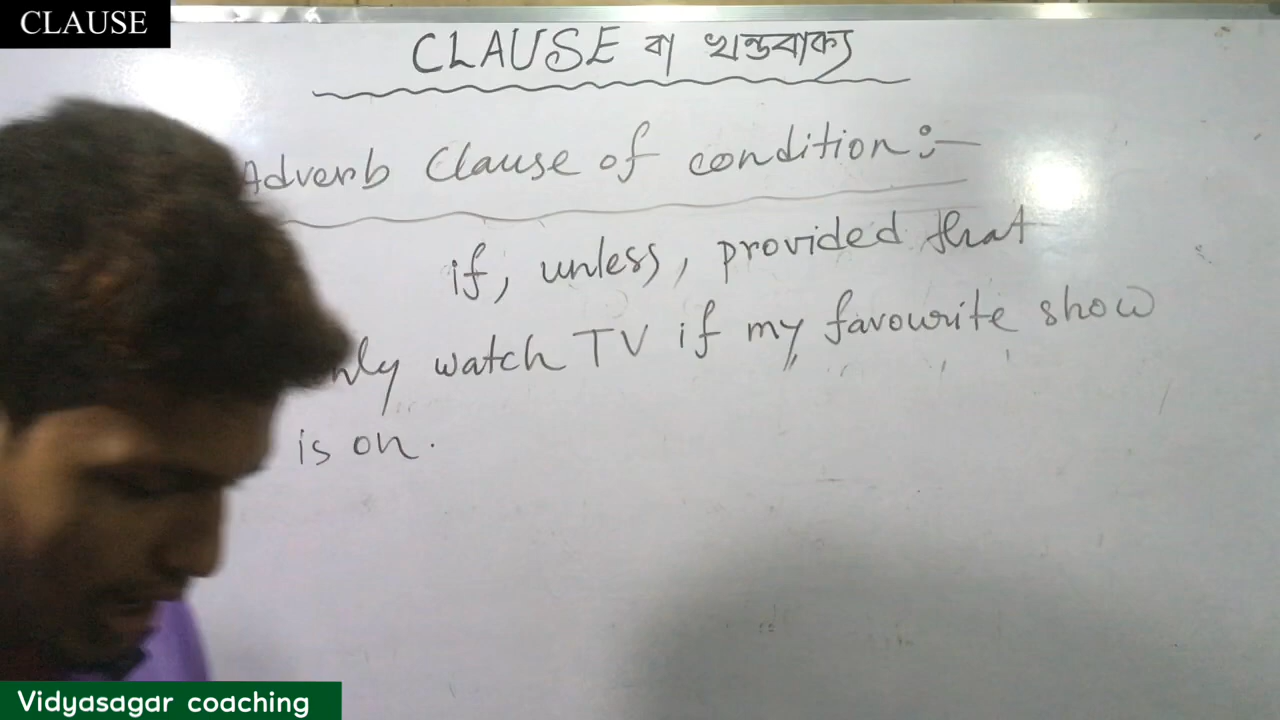 CLAUSE
CLAUSE বা খন্ডবাক্য
Adverb Clause of condition:-
if, unless, provided that
watch TV if my favourite show
is on.
Vidyasagar coaching